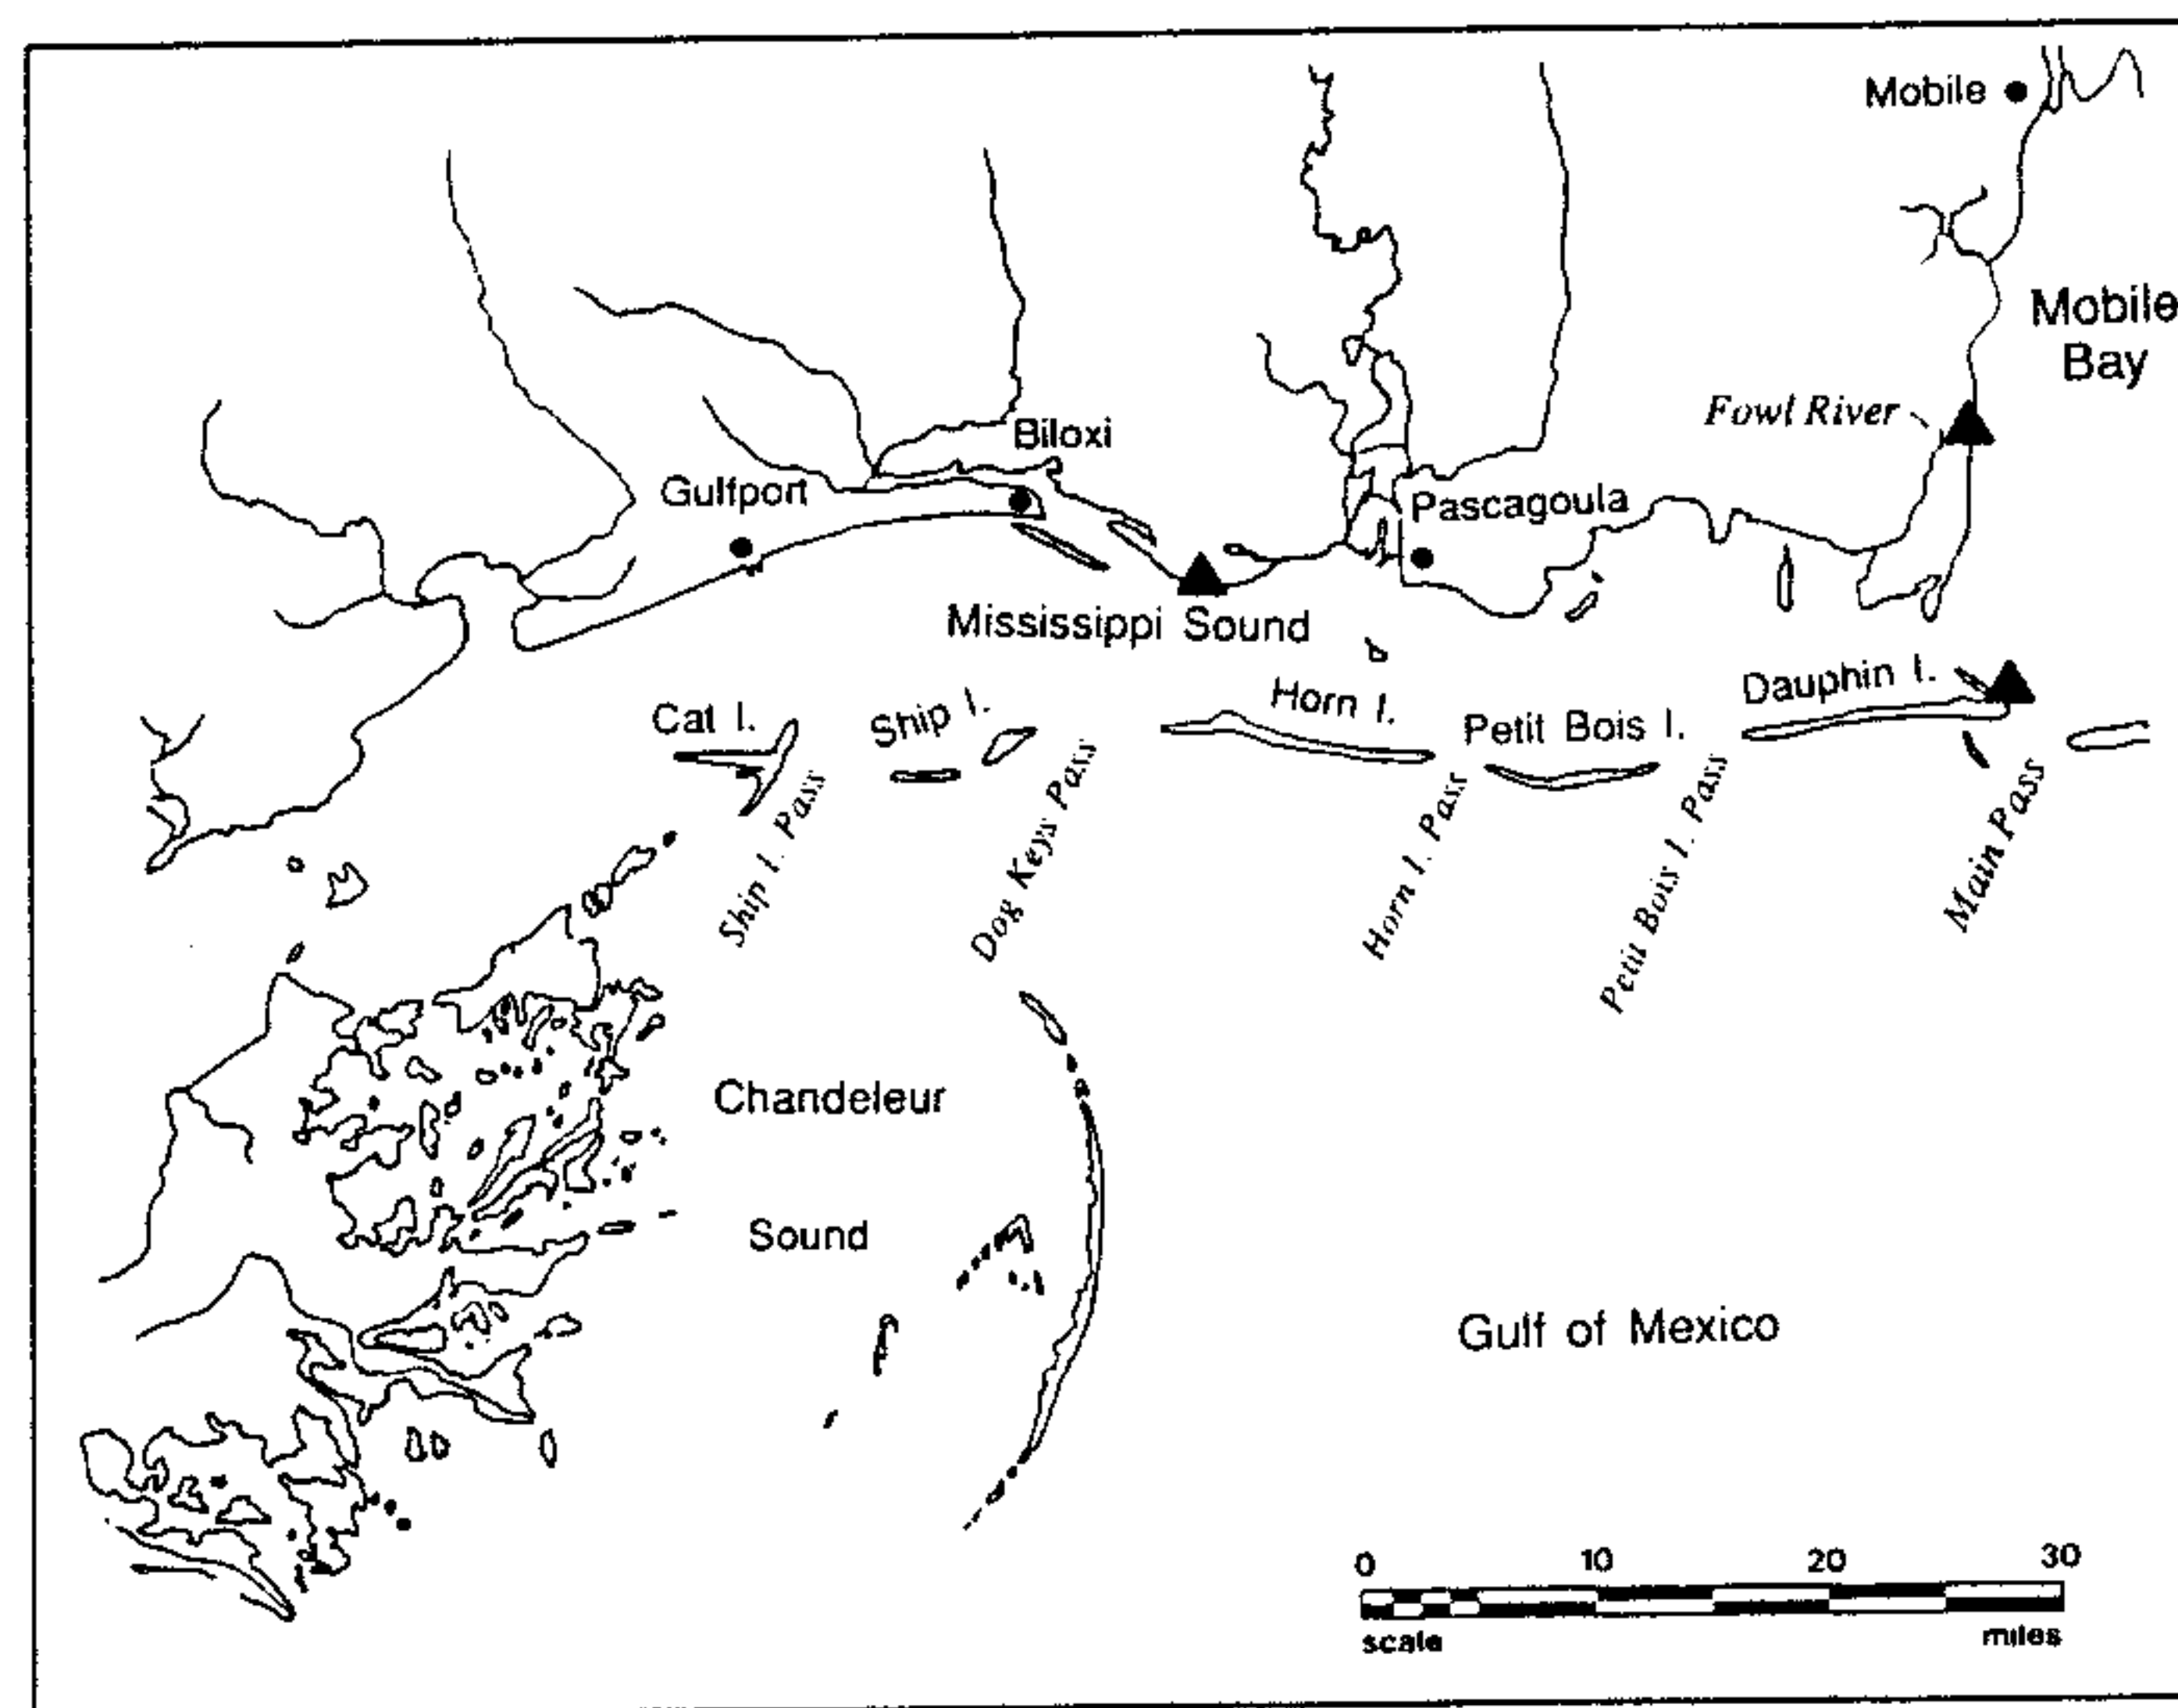 Mobile
Mobile
Bay
Fowl River
Biloxi
Gulfport
Pascagoula
Mississippi Sound
Cat I.
Ship I.
Horn I.
Petit Bois I.
Dauphin I.
Ship I. Pass
Dog Keys Pass
Horn I. Pass
Petit Bois I. Pass
Main Pass
Chandeleur
Sound
Gulf of Mexico
0 10 20 30
scale miles